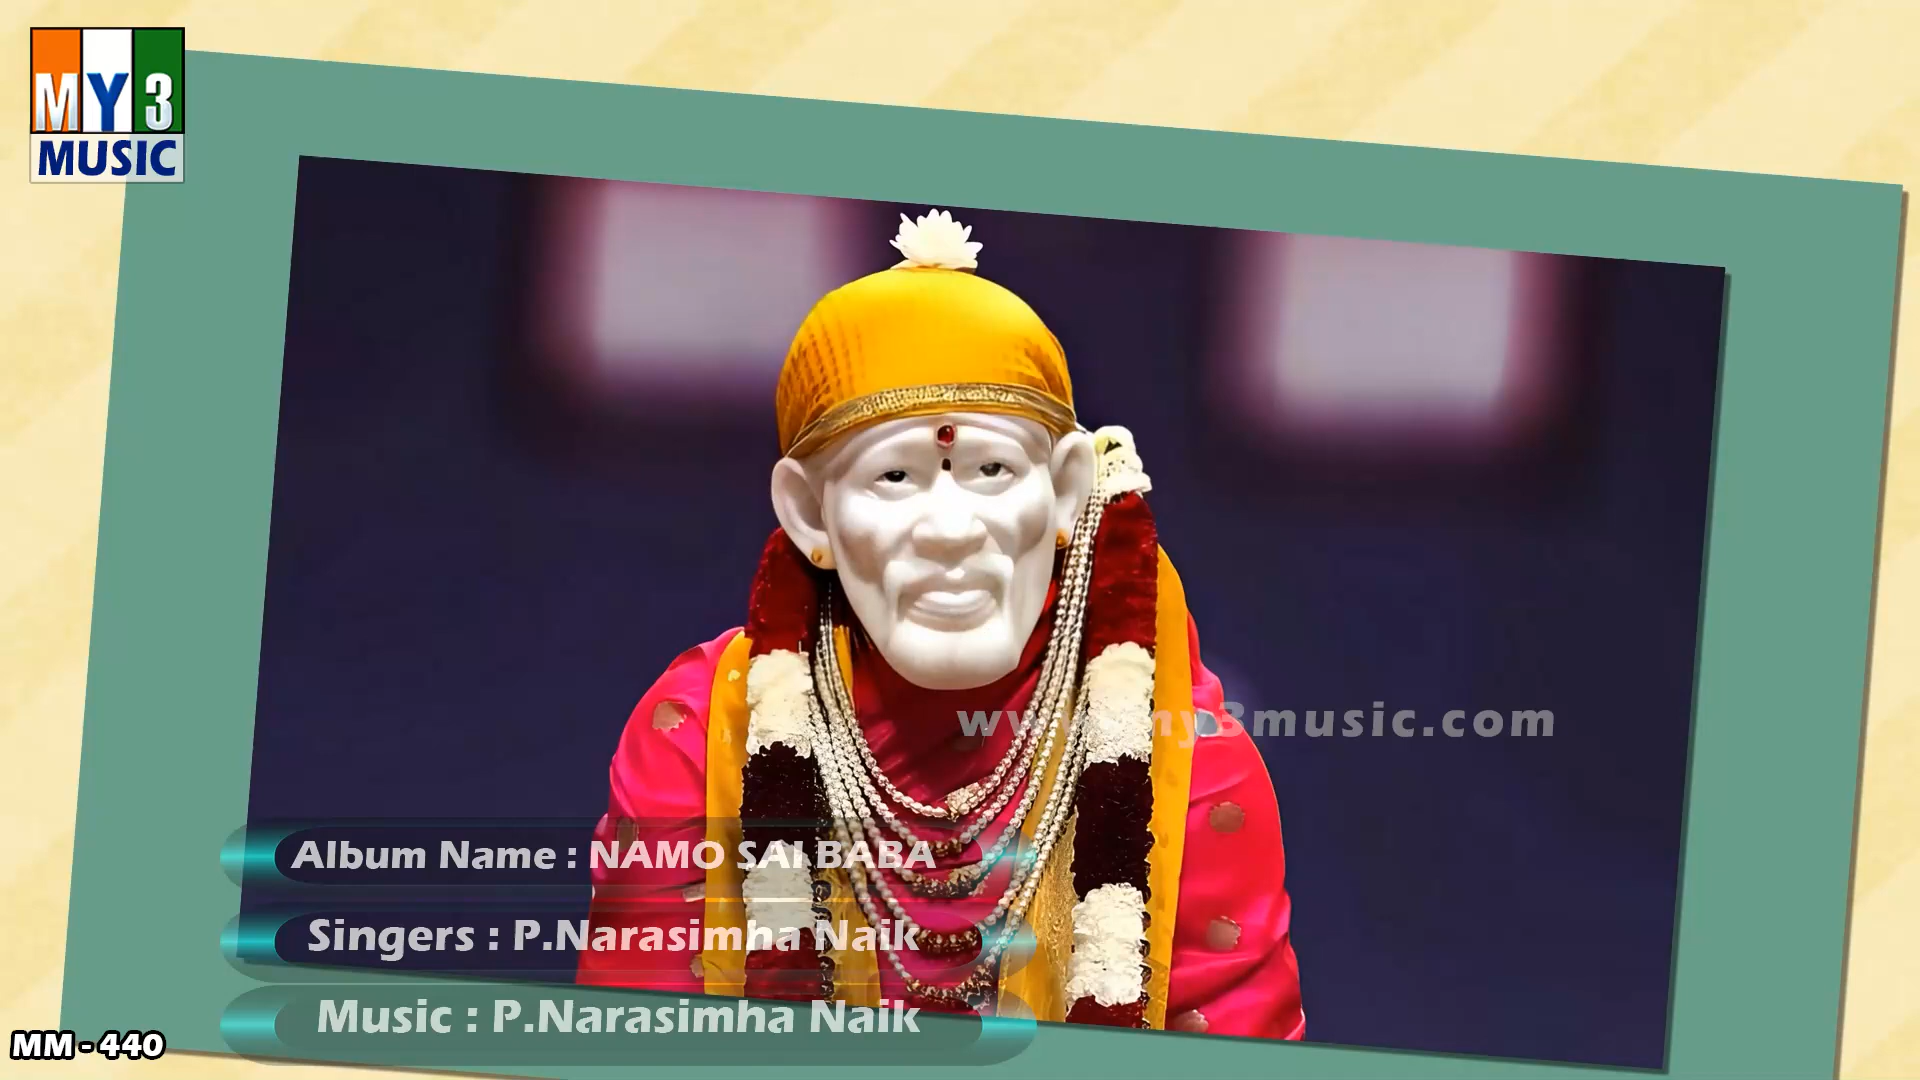 MY3
MUSIC
www.my3music.com
Album Name : NAMO SAI BABA
Singers : P.Narasimha Naik
Music : P.Narasimha Naik
MM - 440